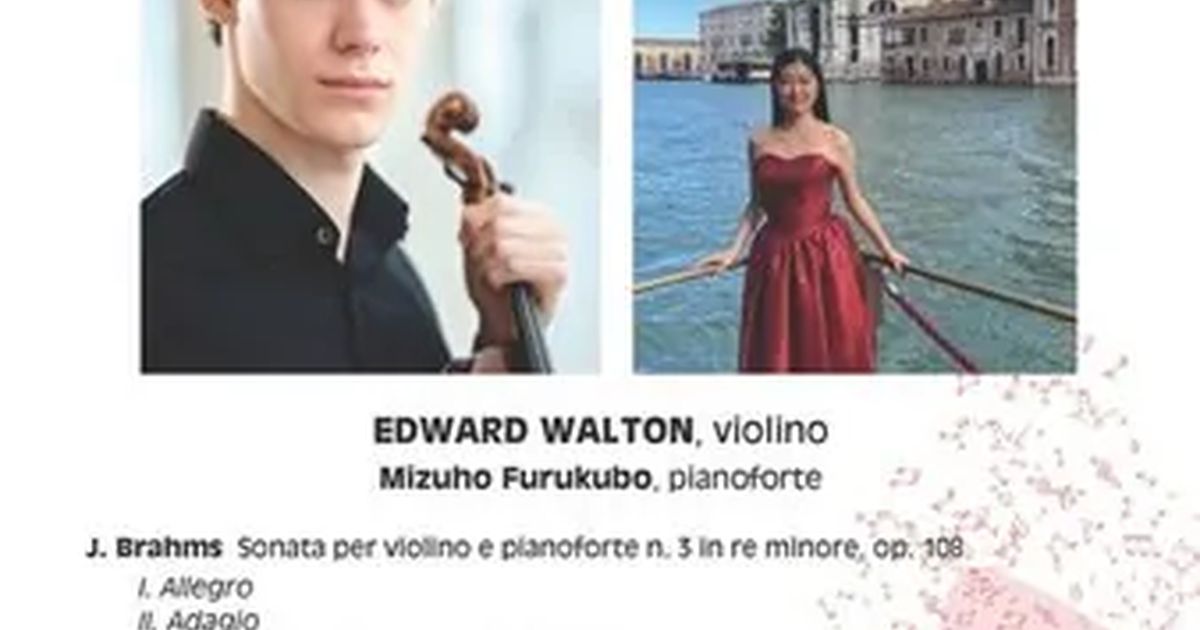 EDWARD WALTON, violino
Mizuho Furukubo, pianoforte
J. Brahms Sonata per violino e pianoforte n. 3 in re minore, op. 108
I. Allegro
II. Adagio